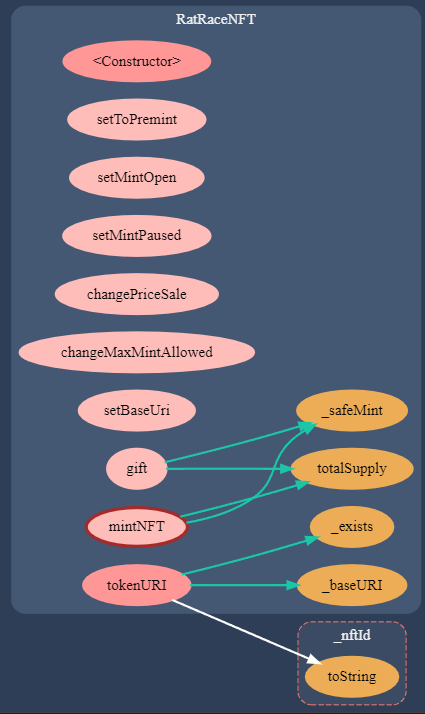 RatRaceNFT
<Constructor>
setToPremint
setMintOpen
setMintPaused
changePriceSale
changeMaxMintAllowed
setBaseUri
_safeMint
gift
totalSupply
mintNFT
_exists
tokenURI
_baseURI
_nftId
toString